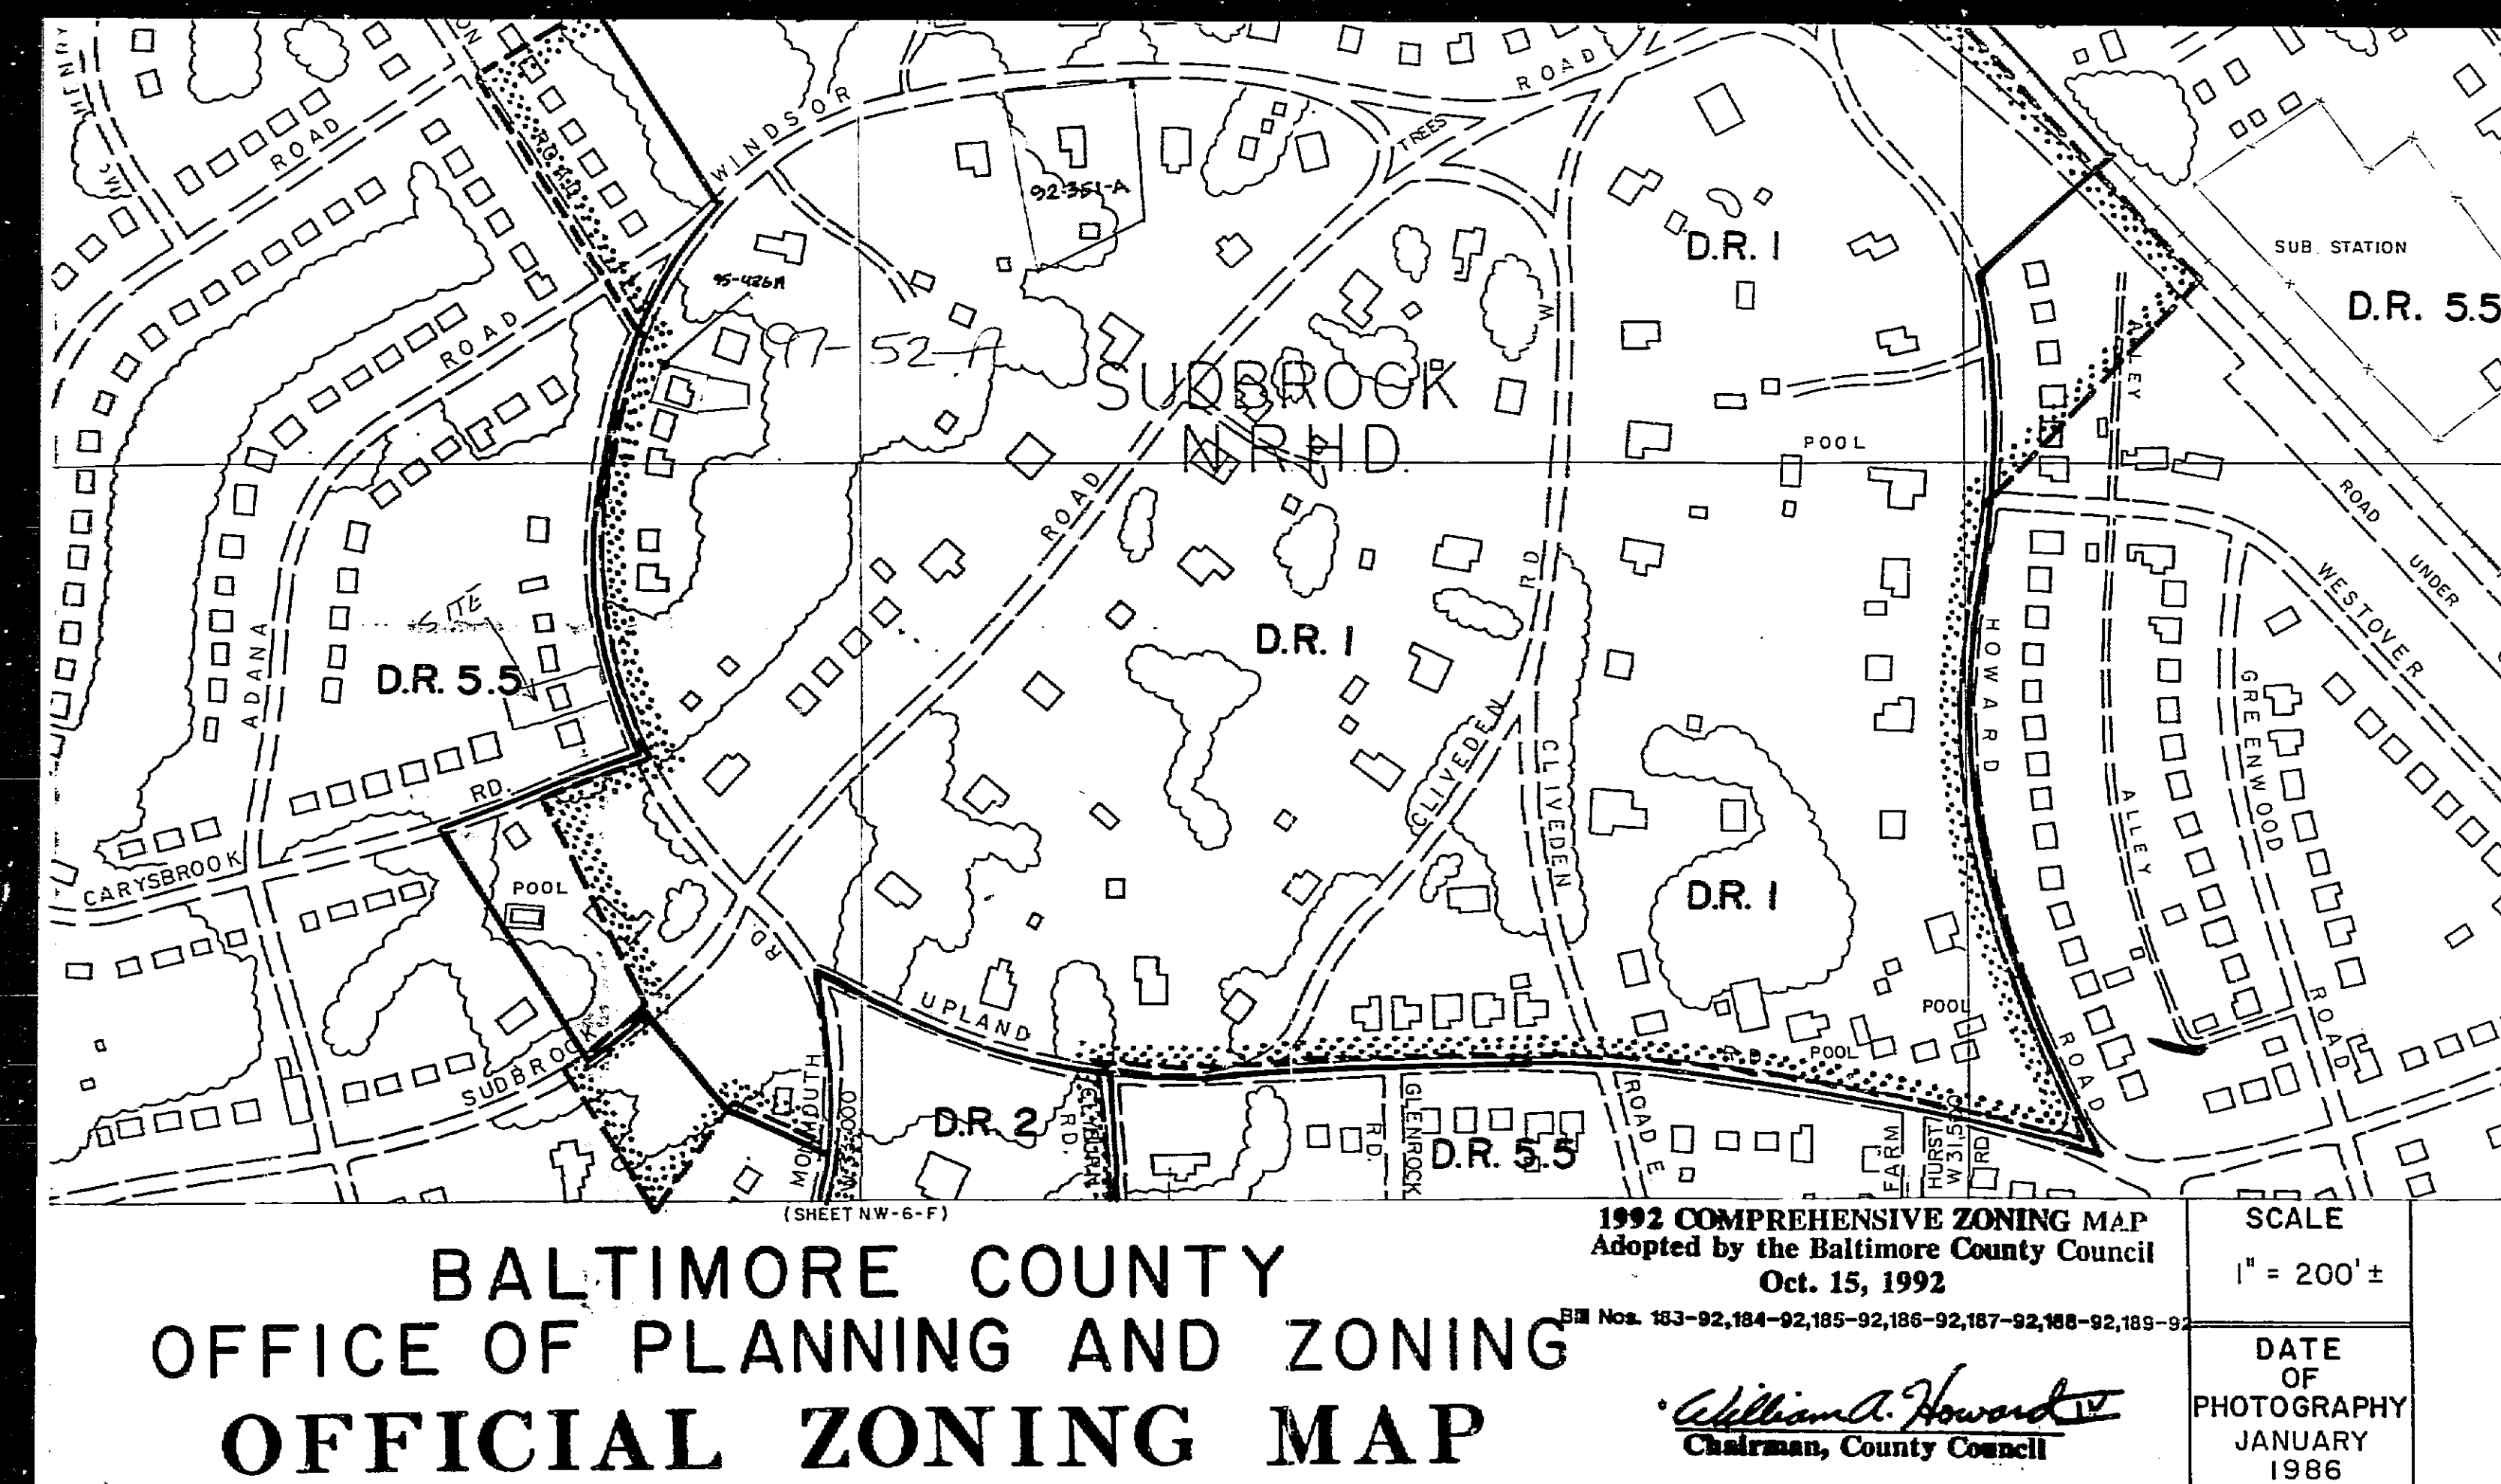 ROAD
ROAD
WINDSOR
ROAD
TREES
92-351-A
95-426A
97-52-A
D.R. 1
SUB. STATION
D.R. 5.5
ROAD
ALLEY
SUDBROOK
N.R.H.D.
POOL
ROAD
W
RD
ROAD
UNDER
WESTOVER
SITE
D.R. 5.5
ADANA
D.R. 1
HOWARD
GREENWOOD
CLIVEDEN
CLIVEDEN
ALLEY
RD.
CARYSBROOK
POOL
RD.
D.R. 1
UPLAND
POOL
POOL
RD
ROAD
ROAD
SUDBROOK
MONMOUTH
D.R. 2
RD.
GLENROCK
RD.
D.R. 5.5
ROAD E.
FARM
HURST
RD
W 31,500
(SHEET N.W-6-F)
BALTIMORE COUNTY
OFFICE OF PLANNING AND ZONING
OFFICIAL ZONING MAP
1992 COMPREHENSIVE ZONING MAP
Adopted by the Baltimore County Council
Oct. 15, 1992
Bill Nos. 183-92,184-92,185-92,186-92,187-92,188-92,189-92
William A. Howard IV
Chairman, County Council
SCALE
1" = 200' ±
DATE
OF
PHOTOGRAPHY
JANUARY
1986